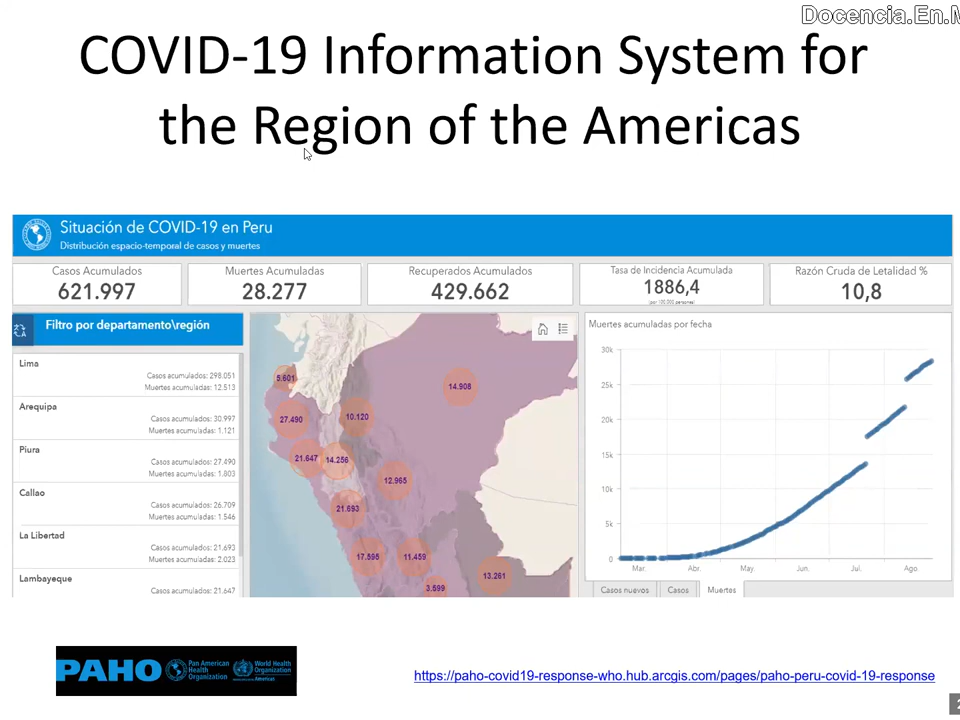 Docencia.En.M
COVID-19 Information System for
the Region of the Americas
Situación de COVID-19 en Peru
Distribución espacio-temporal de casos y muertes
Casos Acumulados
621.997
Muertes Acumuladas
28.277
Recuperados Acumulados
429.662
Tasa de Incidencia Acumulada
1886,4
(por 100.000 personas)
Razón Cruda de Letalidad %
10,8
Filtro por departamento\región
Lima
Casos acumulados: 298.051
Muertes acumuladas: 12.513
Arequipa
Casos acumulados: 30.997
Muertes acumuladas: 1.121
Piura
Casos acumulados: 27.490
Muertes acumuladas: 1.803
Callao
Casos acumulados: 26.709
Muertes acumuladas: 1.546
La Libertad
Casos acumulados: 21.693
Muertes acumuladas: 2.023
Lambayeque
Casos acumulados: 21.647
5.601
14.908
27.490
10.120
21.647
14.256
12.965
21.693
17.595
11.459
13.261
3.599
Muertes acumuladas por fecha
30k
25k
20k
15k
10k
5k
0
Mar.
Abr.
May.
Jun.
Jul.
Ago.
Casos nuevos
Casos
Muertes
PAHO
Pan American
Health
Organization
World Health
Organization
Americas
https://paho-covid19-response-who.hub.arcgis.com/pages/paho-peru-covid-19-response
2